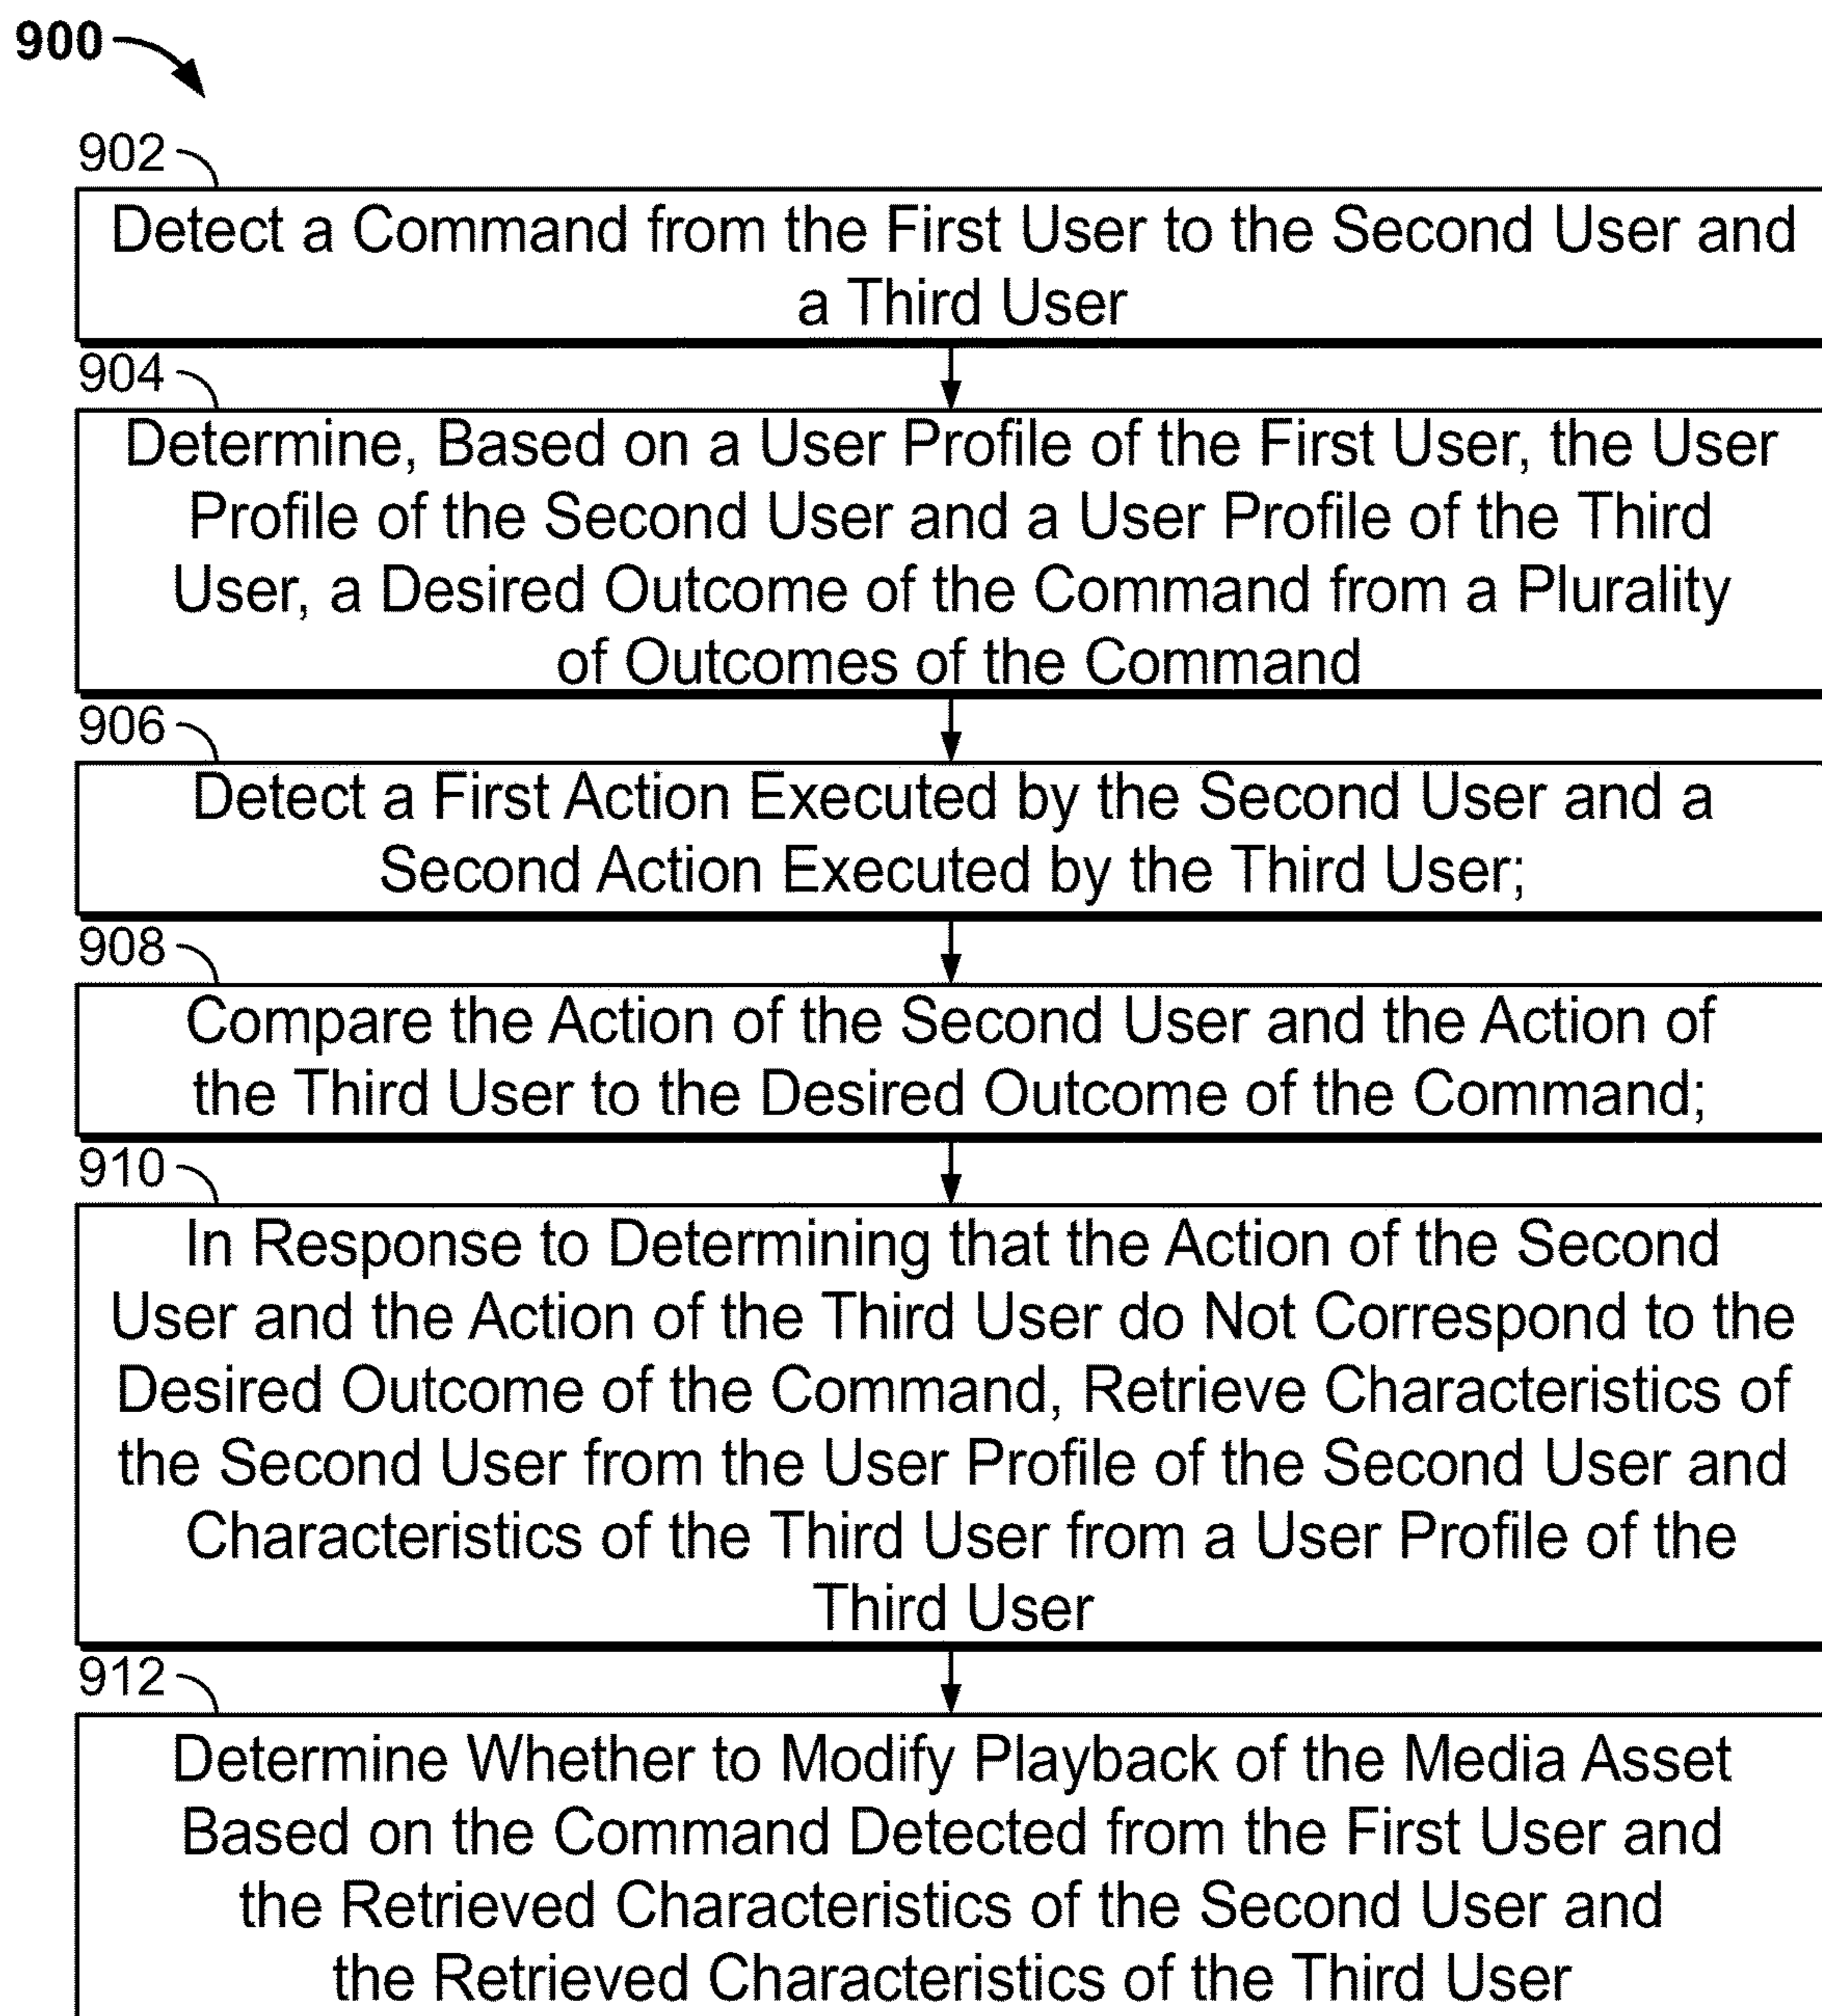 900
902
Detect a Command from the First User to the Second User and
a Third User
904
Determine, Based on a User Profile of the First User, the User
Profile of the Second User and a User Profile of the Third
User, a Desired Outcome of the Command from a Plurality
of Outcomes of the Command
906
Detect a First Action Executed by the Second User and a
Second Action Executed by the Third User;
908
Compare the Action of the Second User and the Action of
the Third User to the Desired Outcome of the Command;
910
In Response to Determining that the Action of the Second
User and the Action of the Third User do Not Correspond to the
Desired Outcome of the Command, Retrieve Characteristics of
the Second User from the User Profile of the Second User and
Characteristics of the Third User from a User Profile of the
Third User
912
Determine Whether to Modify Playback of the Media Asset
Based on the Command Detected from the First User and
the Retrieved Characteristics of the Second User and
the Retrieved Characteristics of the Third User